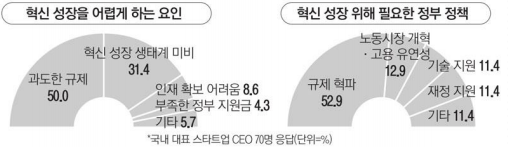 혁신 성장을 어렵게 하는 요인
과도한 규제
50.0
혁신 성장 생태계 미비
31.4
인재 확보 어려움 8.6
부족한 정부 지원금 4.3
기타 5.7
혁신 성장 위해 필요한 정부 정책
규제 혁파
52.9
노동시장 개혁
·고용 유연성
12.9
기술 지원 11.4
재정 지원 11.4
기타 11.4
*국내 대표 스타트업 CEO 70명 응답(단위=%)